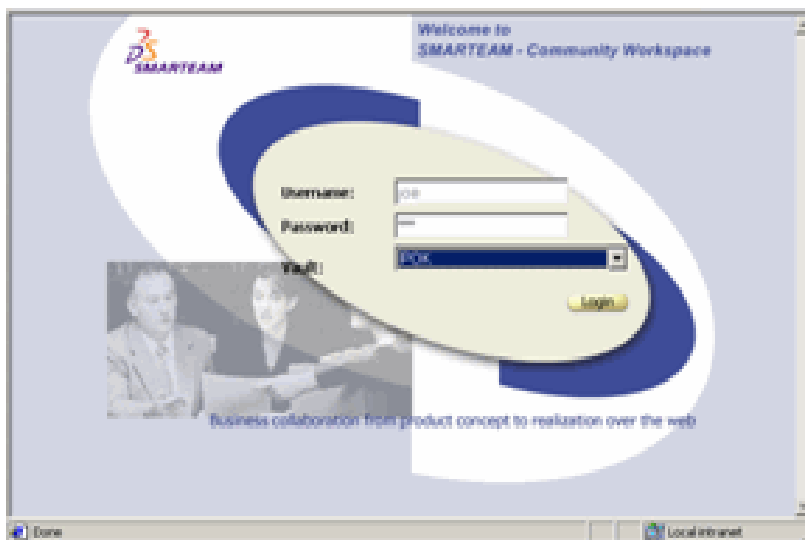 Welcome to
SMARTEAM - Community Workspace
3DS
SMARTEAM
Username:
joe
Password:
Vault:
Login
Business collaboration from product concept to realization over the web
Done
Local intranet